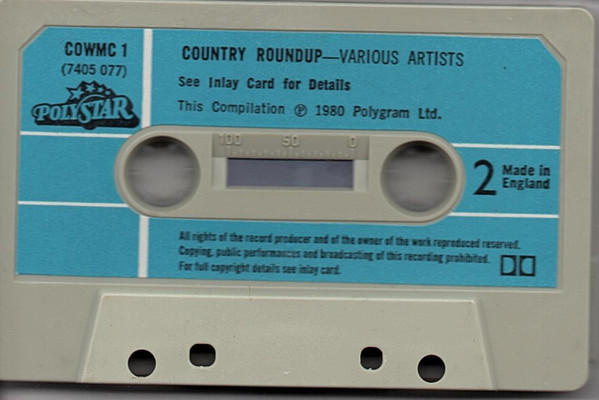 COWMC 1
(7405 077)
POLYSTAR
COUNTRY ROUNDUP—VARIOUS ARTISTS
See Inlay Card for Details
This Compilation ℗ 1980 Polygram Ltd.
100 50 0
2 Made in
England
All rights of the record producer and of the owner of the work reproduced reserved.
Copying, public performances and broadcasting of this recording prohibited.
For full copyright details see inlay card.